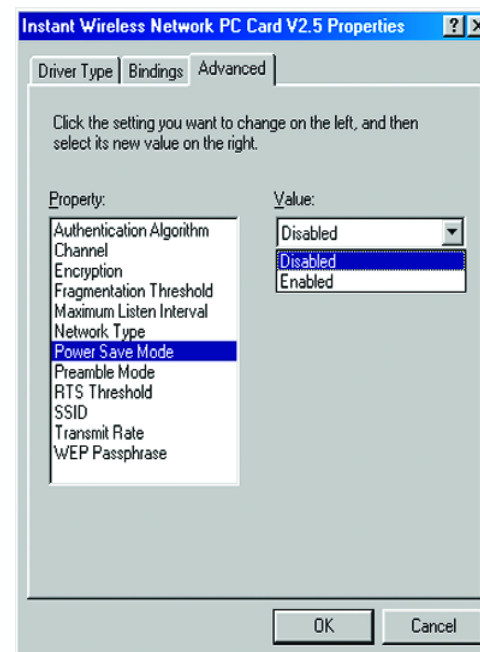 Instant Wireless Network PC Card V2.5 Properties
Driver Type
Bindings
Advanced
Click the setting you want to change on the left, and then
select its new value on the right.
Property:
Authentication Algorithm
Channel
Encryption
Fragmentation Threshold
Maximum Listen Interval
Network Type
Power Save Mode
Preamble Mode
RTS Threshold
SSID
Transmit Rate
WEP Passphrase
Value:
Disabled
Disabled
Enabled
OK
Cancel